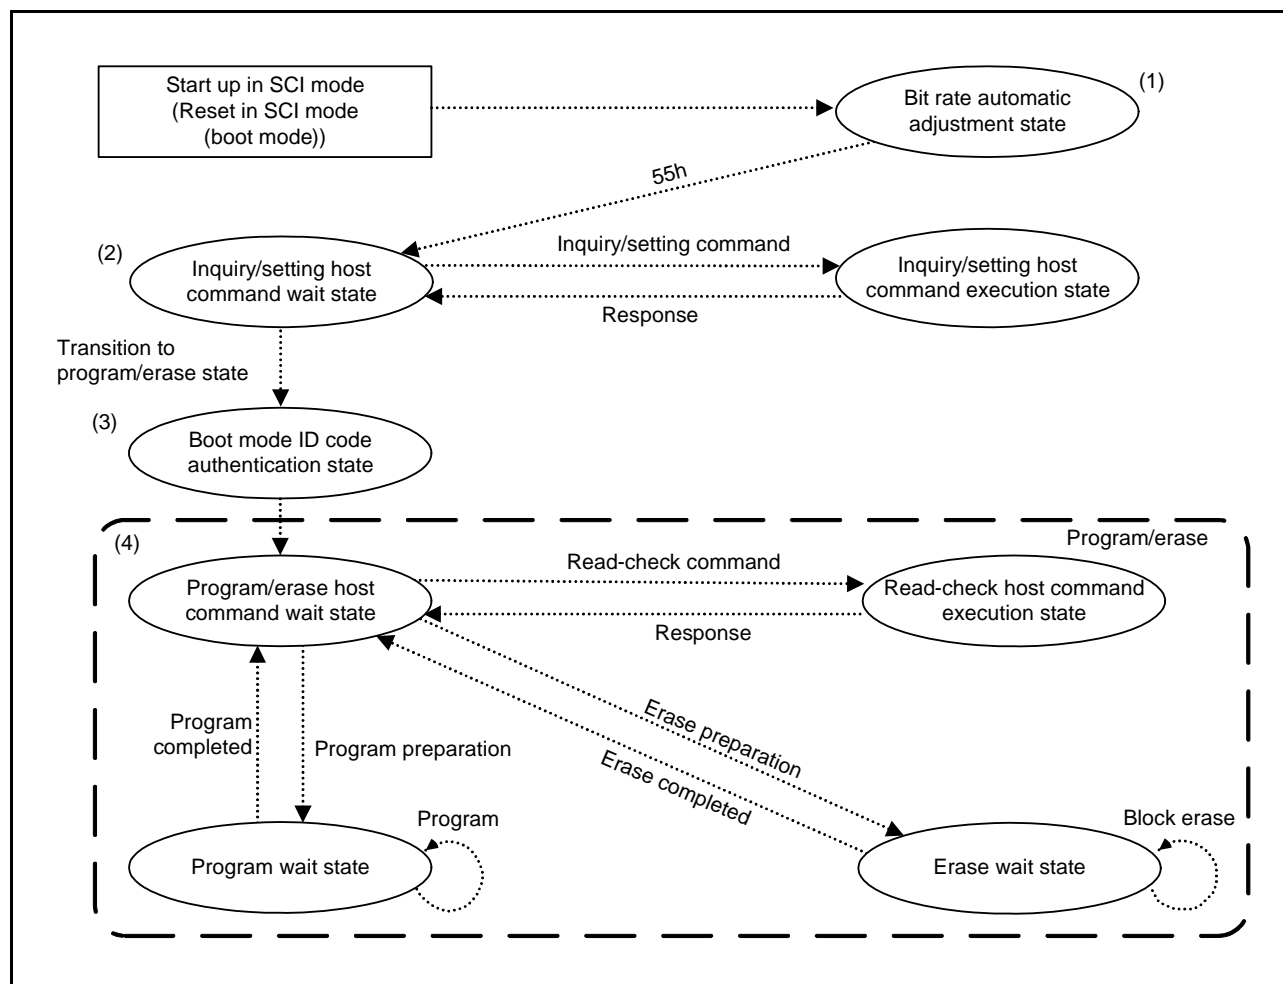 Start up in SCI mode
(Reset in SCI mode
(boot mode))
(1)
Bit rate automatic
adjustment state
55h
(2)
Inquiry/setting host
command wait state
Inquiry/setting command
Response
Inquiry/setting host
command execution state
Transition to
program/erase state
(3)
Boot mode ID code
authentication state
Program/erase
(4)
Program/erase host
command wait state
Read-check command
Response
Read-check host command
execution state
Program
completed
Program preparation
Erase preparation
Erase completed
Program
Program wait state
Block erase
Erase wait state